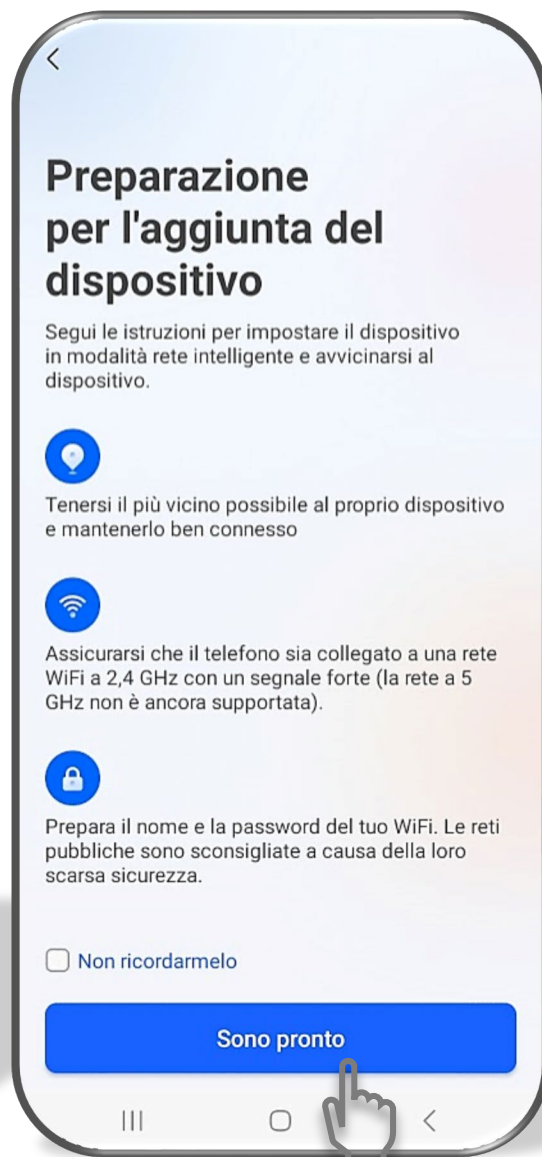 Preparazione
per l'aggiunta del
dispositivo
Segui le istruzioni per impostare il dispositivo
in modalità rete intelligente e avvicinarsi al
dispositivo.
Tenersi il più vicino possibile al proprio dispositivo
e mantenerlo ben connesso
Assicurarsi che il telefono sia collegato a una rete
WiFi a 2,4 GHz con un segnale forte (la rete a 5
GHz non è ancora supportata).
Prepara il nome e la password del tuo WiFi. Le reti
pubbliche sono sconsigliate a causa della loro
scarsa sicurezza.
Non ricordarmelo
Sono pronto